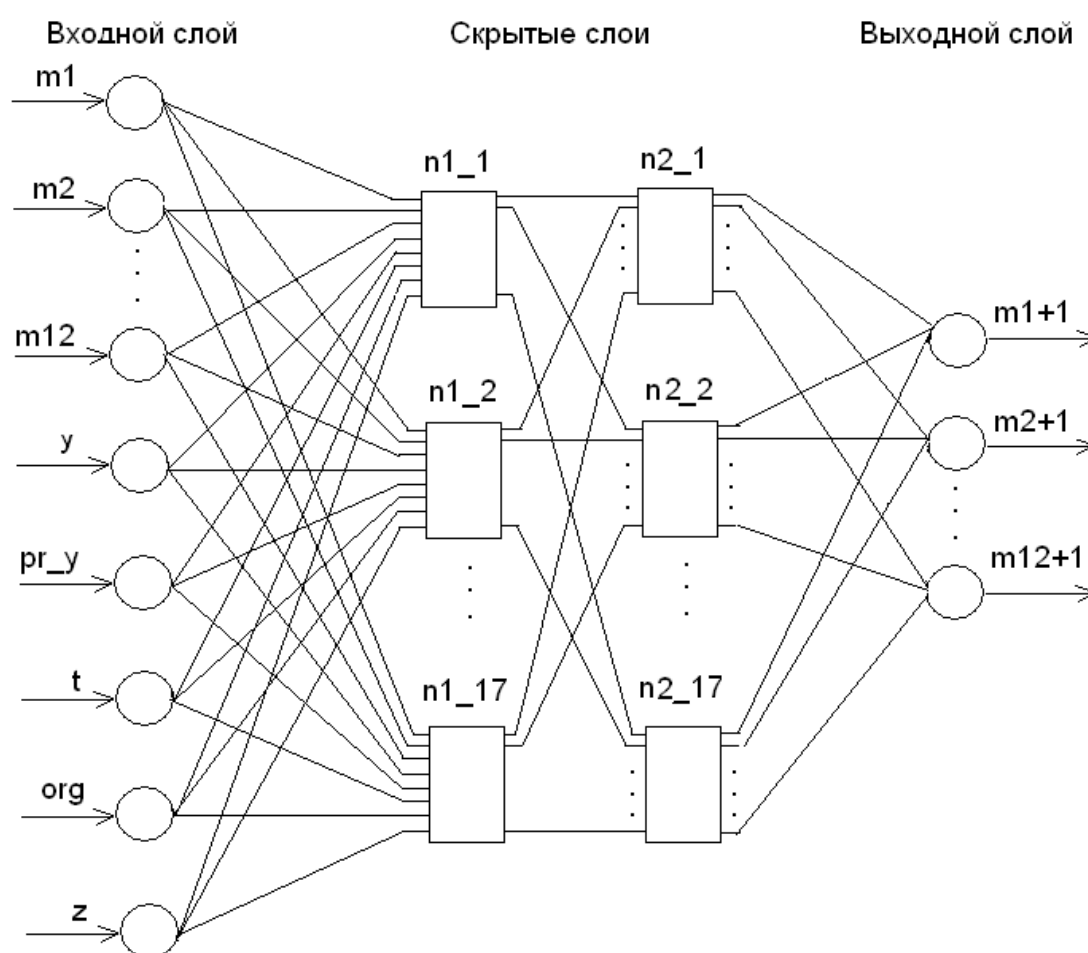 Входной слой
Скрытые слои
Выходной слой
m1
m2
m12
y
pr_y
t
org
z
n1_1
n1_2
n1_17
n2_1
n2_2
n2_17
m1+1
m2+1
m12+1